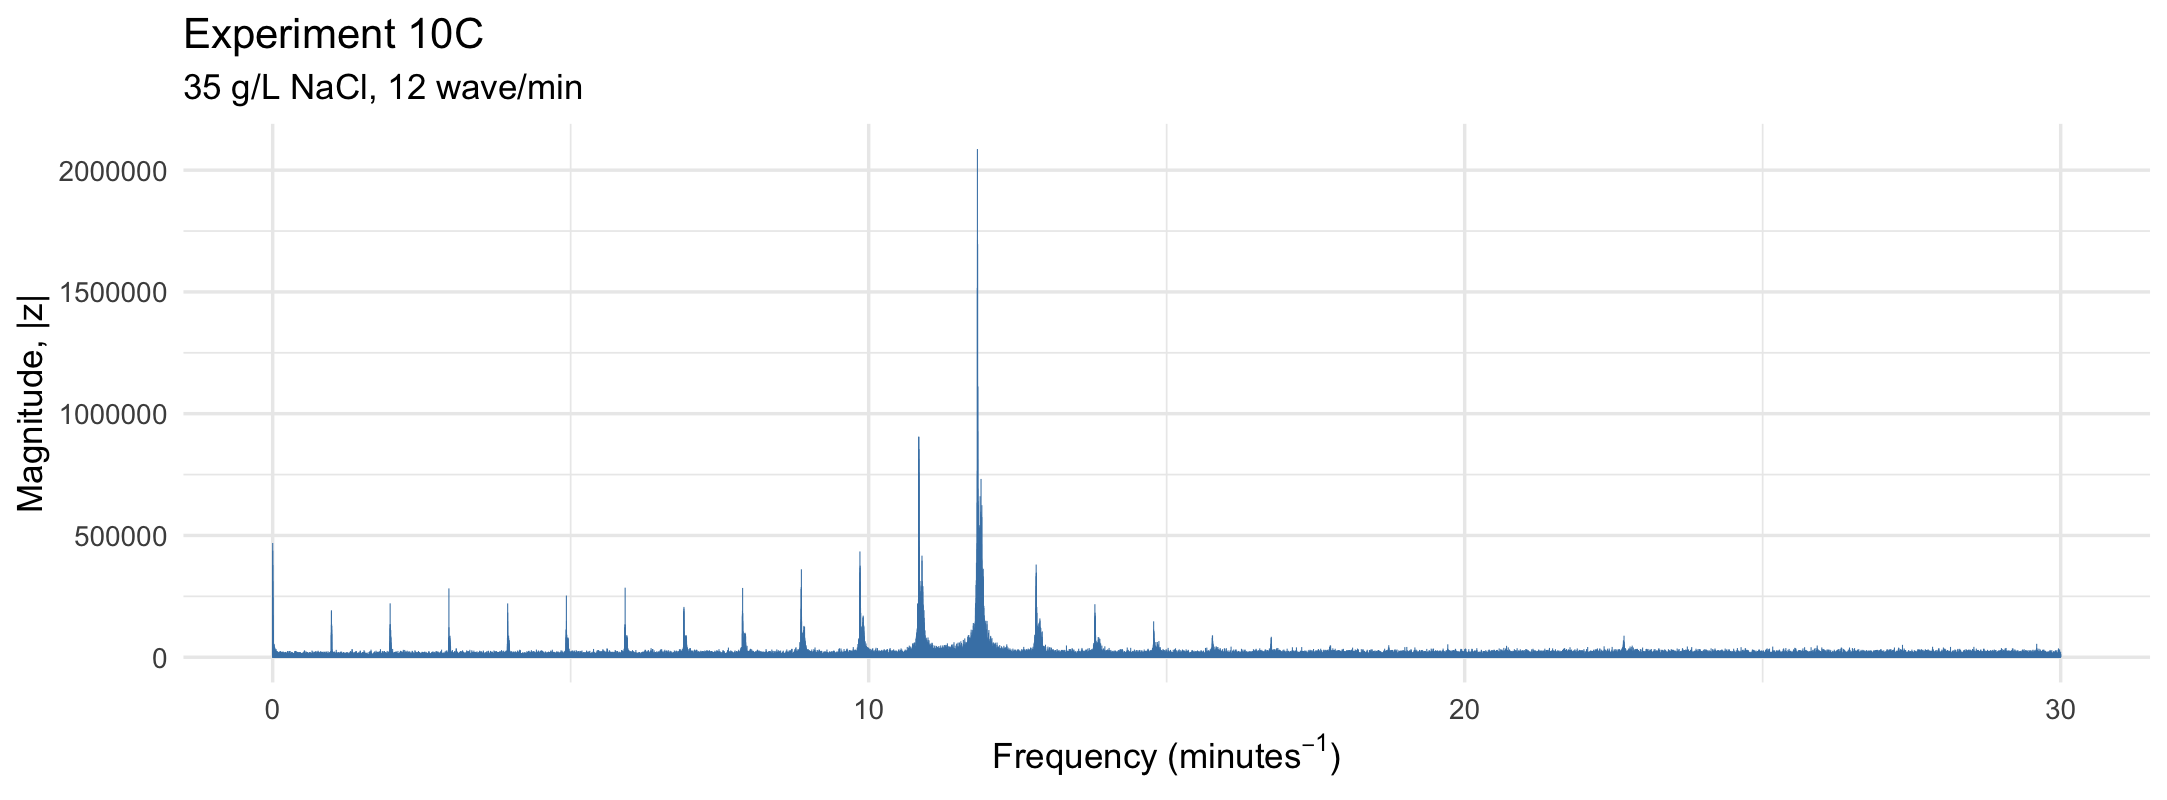 Experiment 10C
35 g/L NaCl, 12 wave/min
Magnitude, |z|
2000000
1500000
1000000
500000
0
0 10 20 30
Frequency (minutes⁻¹)